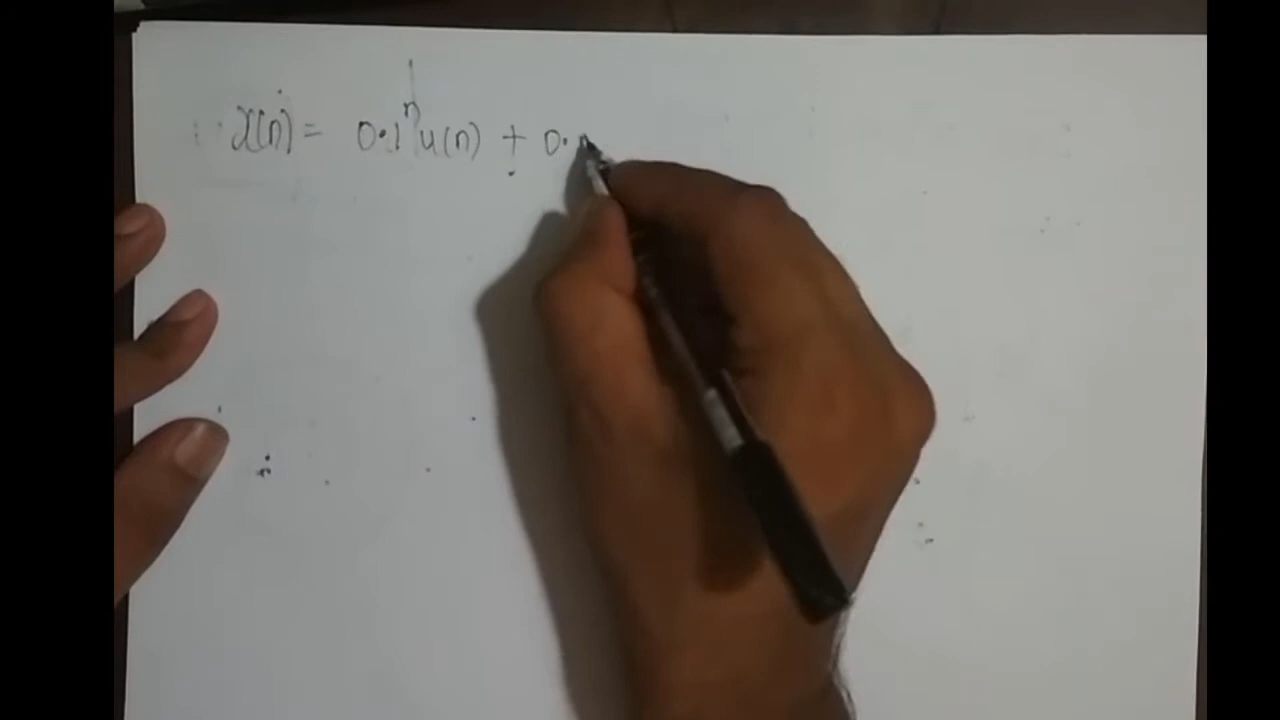 x(n) = 0.1ⁿ u(n) + 0.